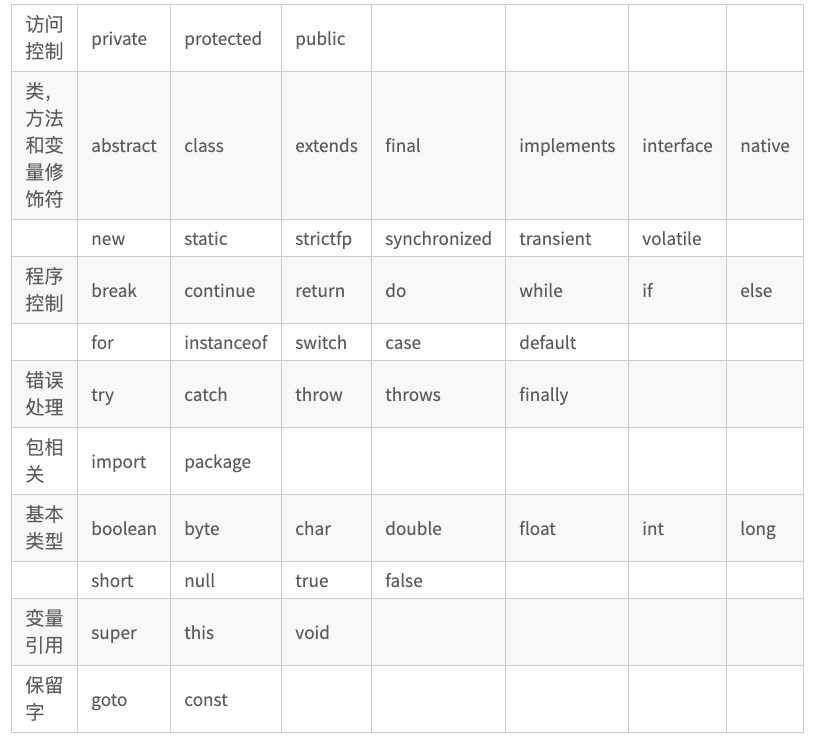 访问
控制 private protected public
类，
方法
和变
量修
饰符 abstract class extends final implements interface native
new static strictfp synchronized transient volatile
程序
控制 break continue return do while if else
for instanceof switch case default
错误
处理 try catch throw throws finally
包相
关 import package
基本
类型 boolean byte char double float int long
short null true false
变量
引用 super this void
保留
字 goto const